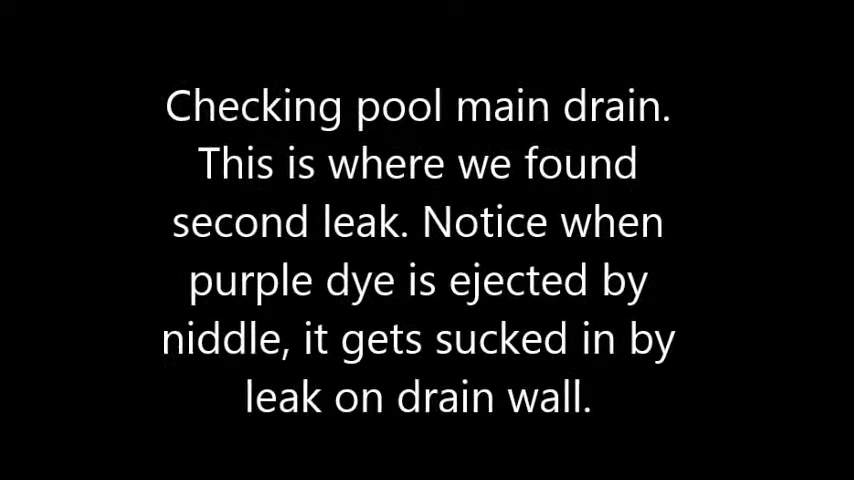 Checking pool main drain.
This is where we found
second leak. Notice when
purple dye is ejected by
niddle, it gets sucked in by
leak on drain wall.